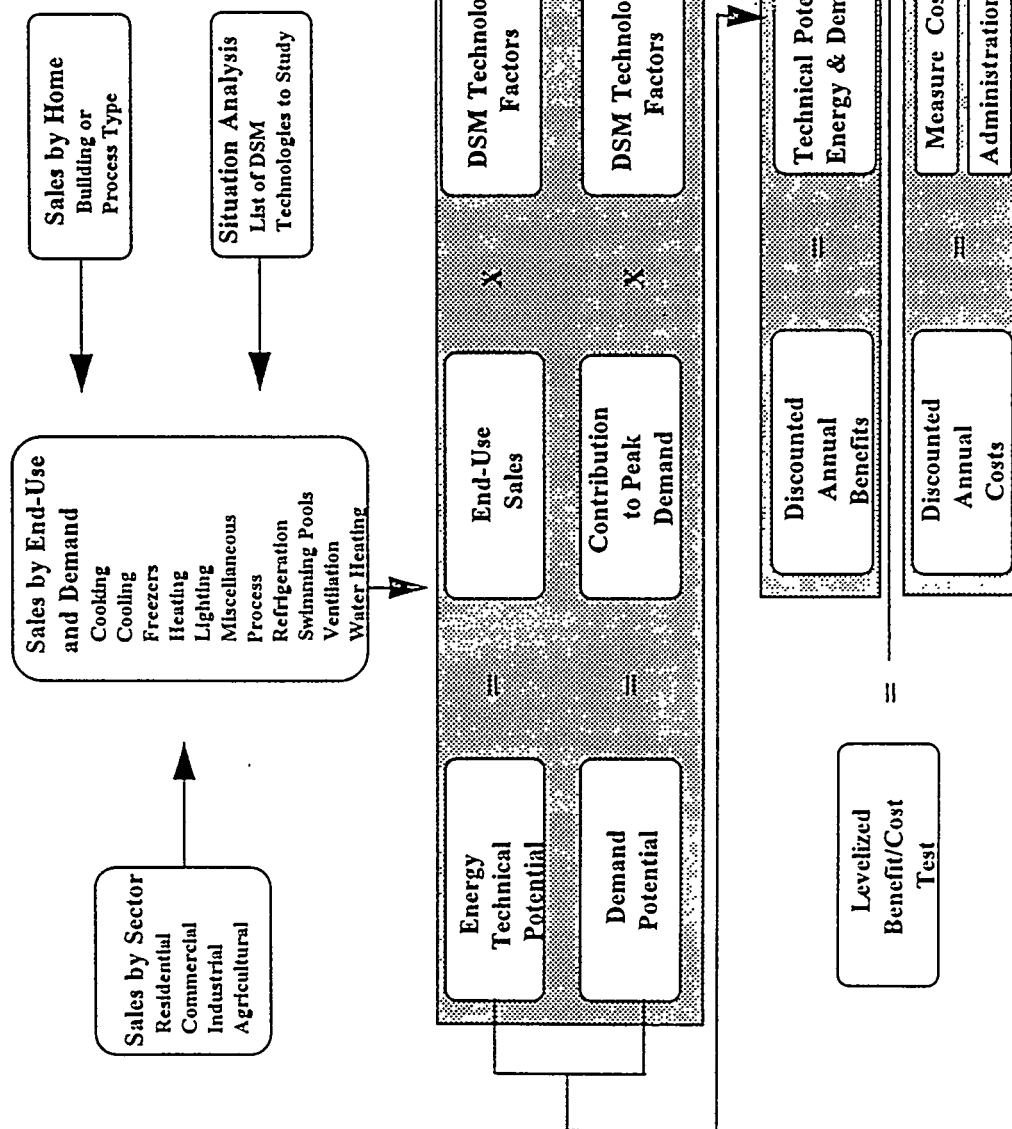 Sales by Home
Building or
Process Type
Situation Analysis
List of DSM
Technologies to Study
Sales by End-Use
and Demand
Cooking
Cooling
Freezers
Heating
Lighting
Miscellaneous
Process
Refrigeration
Swimming Pools
Ventilation
Water Heating
Sales by Sector
Residential
Commercial
Industrial
Agricultural
Energy
Technical
Potential
=
End-Use
Sales
X
DSM Technolo
Factors
Demand
Potential
=
Contribution
to Peak
Demand
X
DSM Technolo
Factors
Levelized
Benefit/Cost
Test
=
Discounted
Annual
Benefits
=
Technical Pote
Energy & Dem
Discounted
Annual
Costs
=
Measure Cos
Administration